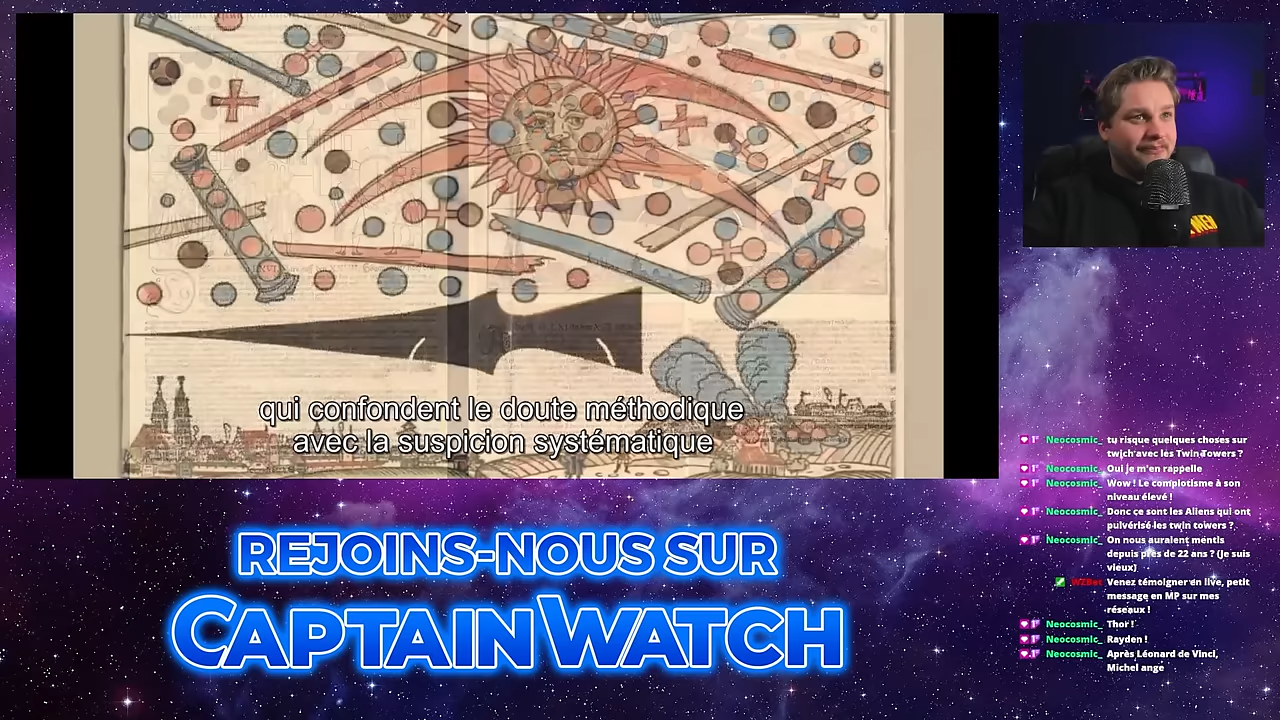 qui confondent le doute méthodique
avec la suspicion systématique
REJOINS-NOUS SUR
CAPTAINWATCH
Neocosmic_ tu risque quelques choses sur
twitch avec les Twin Towers ?
Neocosmic_ Oui je m'en rappelle
Neocosmic_ Wow ! Le complotisme à son
niveau élevé !
Neocosmic_ Donc çe sont les Aliens qui ont
pulvérisé les twin towers ?
Neocosmic_ On nous auraient mentis
depuis près de 22 ans ? (je suis
vieux)
WZBot Venez témoigner en live, petit
message en MP sur mes
réseaux !
Neocosmic_ Thor !
Neocosmic_ Rayden !
Neocosmic_ Après Léonard de Vinci,
Michel ange